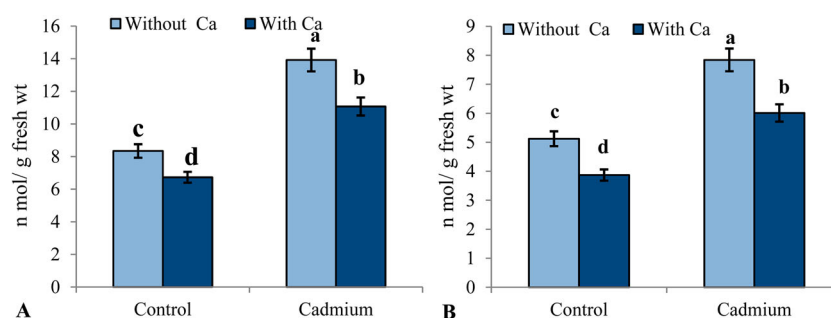 16
14
12
10
8
6
4
2
0
n mol/ g fresh wt
Without Ca
With Ca
c
d
a
b
Control
Cadmium
A
9
8
7
6
5
4
3
2
1
0
n mol/ g fresh wt
Without Ca
With Ca
c
d
a
b
Control
Cadmium
B